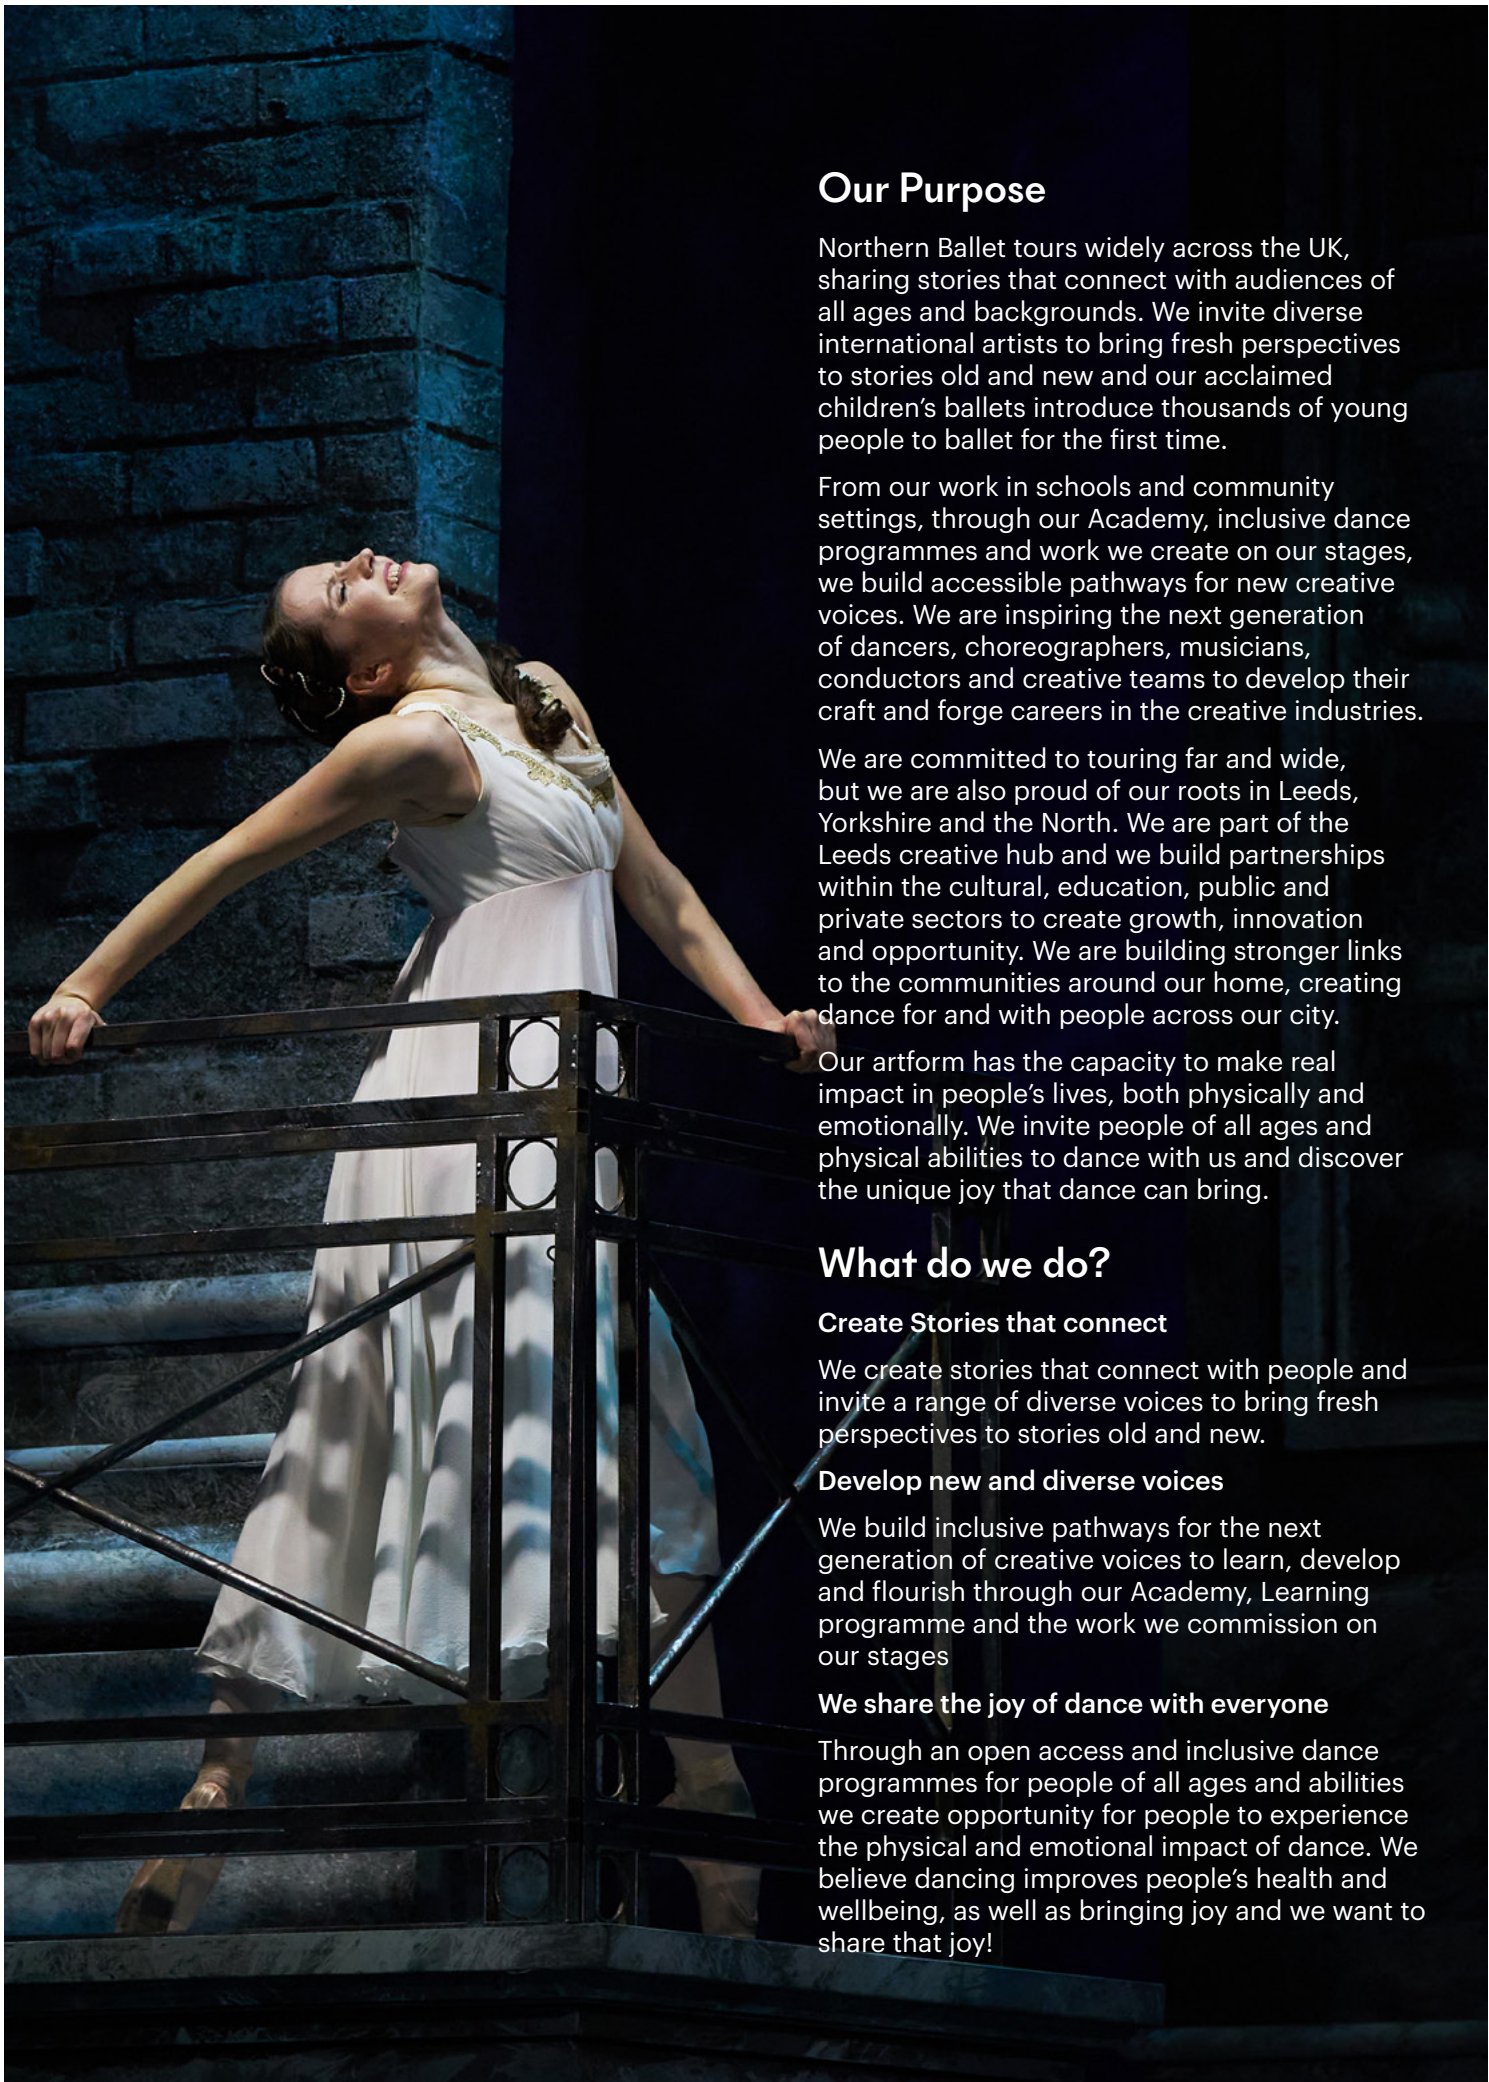 Our Purpose
Northern Ballet tours widely across the UK,
sharing stories that connect with audiences of
all ages and backgrounds. We invite diverse
international artists to bring fresh perspectives
to stories old and new and our acclaimed
children’s ballets introduce thousands of young
people to ballet for the first time.
From our work in schools and community
settings, through our Academy, inclusive dance
programmes and work we create on our stages,
we build accessible pathways for new creative
voices. We are inspiring the next generation
of dancers, choreographers, musicians,
conductors and creative teams to develop their
craft and forge careers in the creative industries.
We are committed to touring far and wide,
but we are also proud of our roots in Leeds,
Yorkshire and the North. We are part of the
Leeds creative hub and we build partnerships
within the cultural, education, public and
private sectors to create growth, innovation
and opportunity. We are building stronger links
to the communities around our home, creating
dance for and with people across our city.
Our artform has the capacity to make real
impact in people’s lives, both physically and
emotionally. We invite people of all ages and
physical abilities to dance with us and discover
the unique joy that dance can bring.
What do we do?
Create Stories that connect
We create stories that connect with people and
invite a range of diverse voices to bring fresh
perspectives to stories old and new.
Develop new and diverse voices
We build inclusive pathways for the next
generation of creative voices to learn, develop
and flourish through our Academy, Learning
programme and the work we commission on
our stages
We share the joy of dance with everyone
Through an open access and inclusive dance
programmes for people of all ages and abilities
we create opportunity for people to experience
the physical and emotional impact of dance. We
believe dancing improves people’s health and
wellbeing, as well as bringing joy and we want to
share that joy!